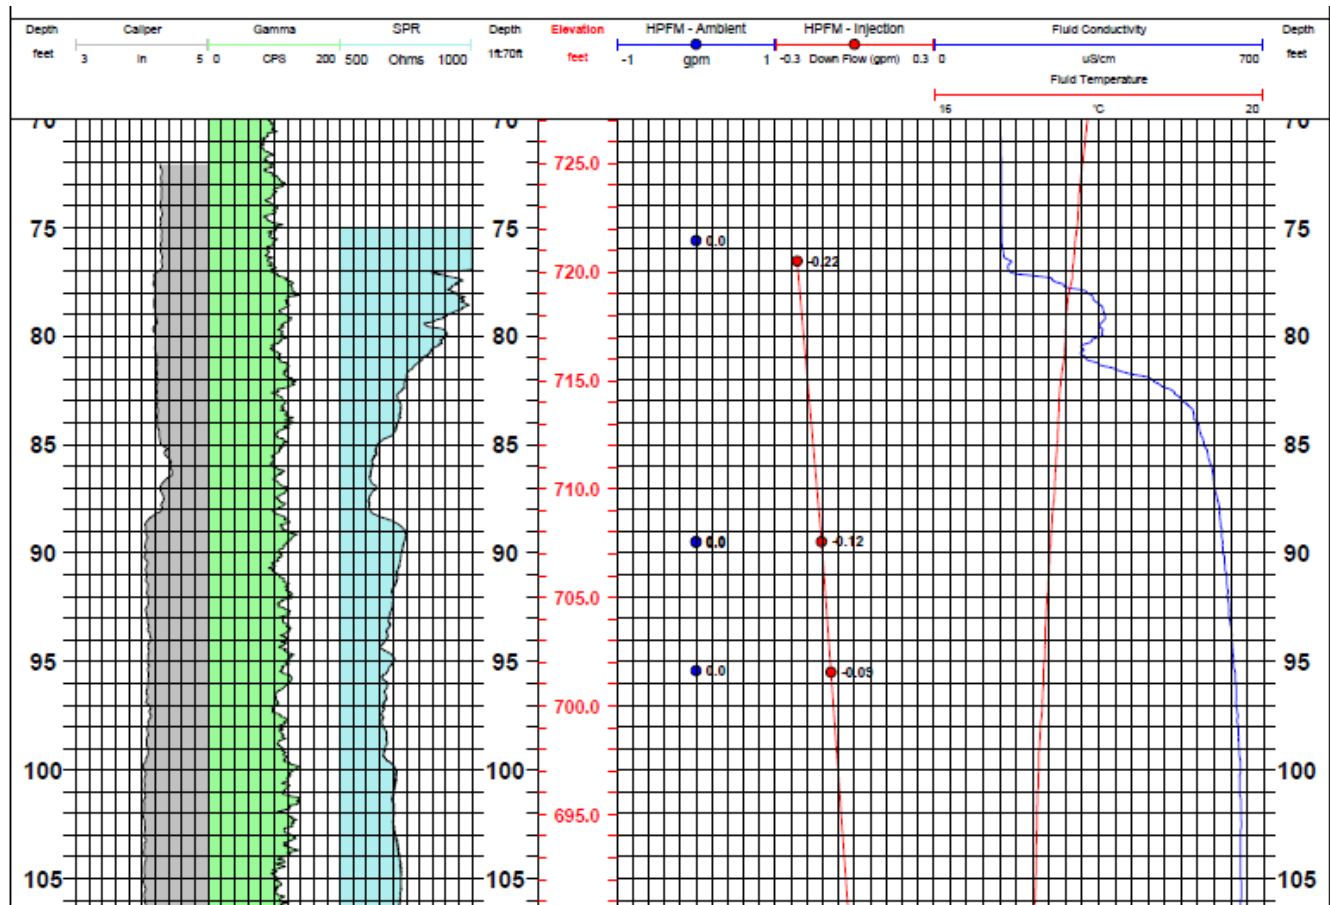 Depth Caliper Gamma SPR Depth Elevation HPFM - Ambient HPFM - Injection Fluid Conductivity Depth
feet 3 in 5 0 CPS 200 500 Ohms 1000 1ft:70ft feet -1 gpm 1 -0.3 Down Flow (gpm) 0.3 0 uS/cm 700 feet
Fluid Temperature
16 °C 20
70 70 70
725.0
75 75 75
0.0
-0.22
720.0
80 80 80
715.0
85 85 85
710.0
90 0.0 -0.12 90 90
705.0
95 95 95
0.0 -0.09
700.0
100 100 100
695.0
105 105 105